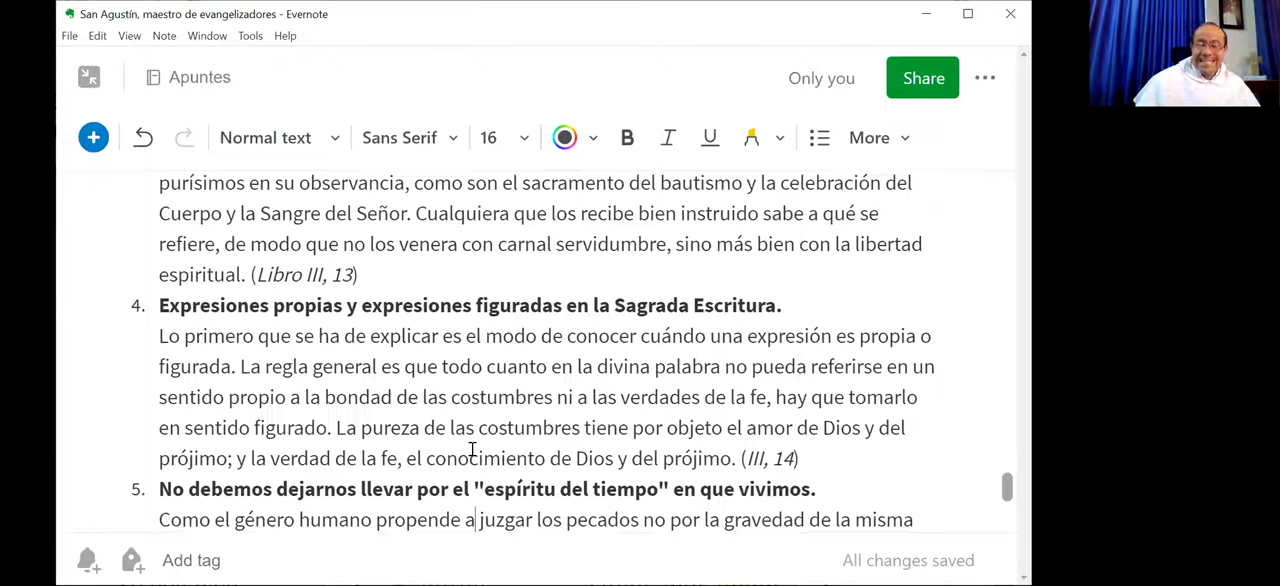 San Agustín, maestro de evangelizadores - Evernote
File Edit View Note Window Tools Help
Apuntes
Only you
Share
Normal text
Sans Serif
16
B I U
More
purísimos en su observancia, como son el sacramento del bautismo y la celebración del
Cuerpo y la Sangre del Señor. Cualquiera que los recibe bien instruido sabe a qué se
refiere, de modo que no los venera con carnal servidumbre, sino más bien con la libertad
espiritual. (Libro III, 13)
4. Expresiones propias y expresiones figuradas en la Sagrada Escritura.
Lo primero que se ha de explicar es el modo de conocer cuándo una expresión es propia o
figurada. La regla general es que todo cuanto en la divina palabra no pueda referirse en un
sentido propio a la bondad de las costumbres ni a las verdades de la fe, hay que tomarlo
en sentido figurado. La pureza de las costumbres tiene por objeto el amor de Dios y del
prójimo; y la verdad de la fe, el conocimiento de Dios y del prójimo. (III, 14)
5. No debemos dejarnos llevar por el "espíritu del tiempo" en que vivimos.
Como el género humano propende a juzgar los pecados no por la gravedad de la misma
Add tag
All changes saved